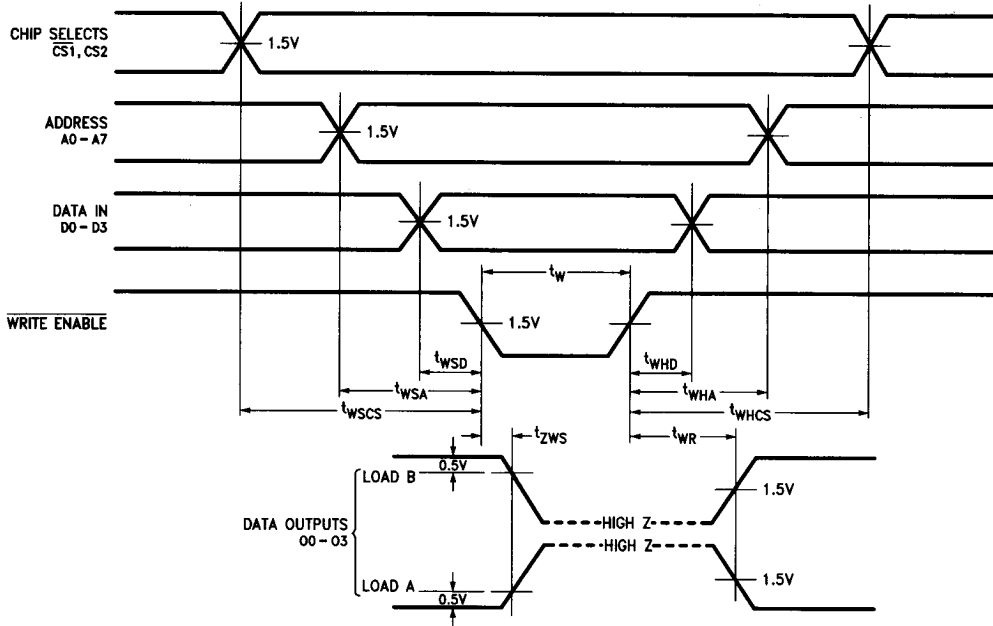 CHIP SELECTS
CS1, CS2
1.5V
ADDRESS
A0 – A7
1.5V
DATA IN
D0 – D3
1.5V
tW
WRITE ENABLE
1.5V
tWSD
tWHD
tWSA
tWHA
tWSCS
tWHCS
tZWS
tWR
0.5V
LOAD B
1.5V
DATA OUTPUTS
O0 – O3
HIGH Z
HIGH Z
LOAD A
0.5V
1.5V